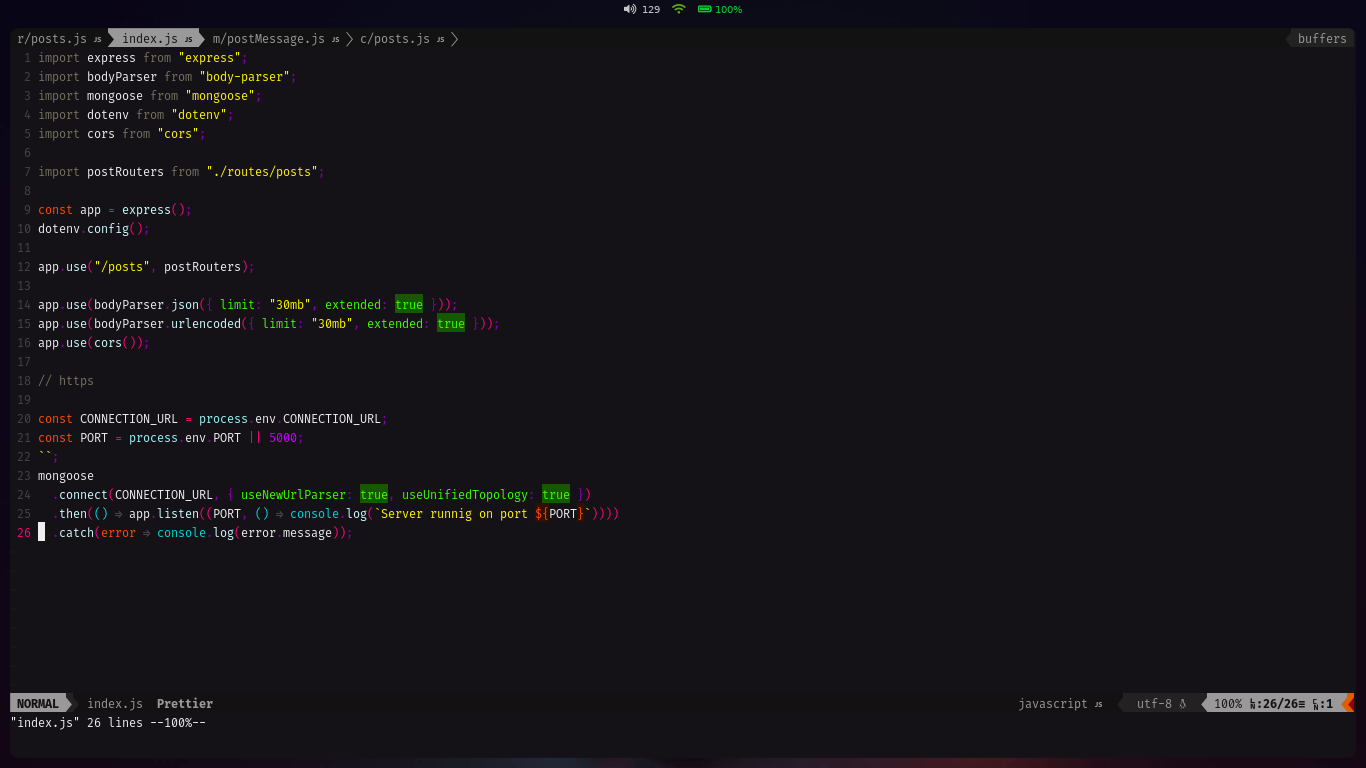 129 100%
r/posts.js JS index.js JS m/postMessage.js JS c/posts.js JS buffers
1 import express from "express";
2 import bodyParser from "body-parser";
3 import mongoose from "mongoose";
4 import dotenv from "dotenv";
5 import cors from "cors";
6
7 import postRouters from "./routes/posts";
8
9 const app = express();
10 dotenv.config();
11
12 app.use("/posts", postRouters);
13
14 app.use(bodyParser.json({ limit: "30mb", extended: true }));
15 app.use(bodyParser.urlencoded({ limit: "30mb", extended: true }));
16 app.use(cors());
17
18 // https
19
20 const CONNECTION_URL = process.env.CONNECTION_URL;
21 const PORT = process.env.PORT || 5000;
22 ``;
23 mongoose
24   .connect(CONNECTION_URL, { useNewUrlParser: true, useUnifiedTopology: true })
25   .then(() ⇒ app.listen((PORT, () ⇒ console.log(`Server runnig on port ${PORT}`))))
26   .catch(error ⇒ console.log(error.message));
NORMAL index.js Prettier javascript JS utf-8 100% LN:26/26≡ CN:1
"index.js" 26 lines --100%--